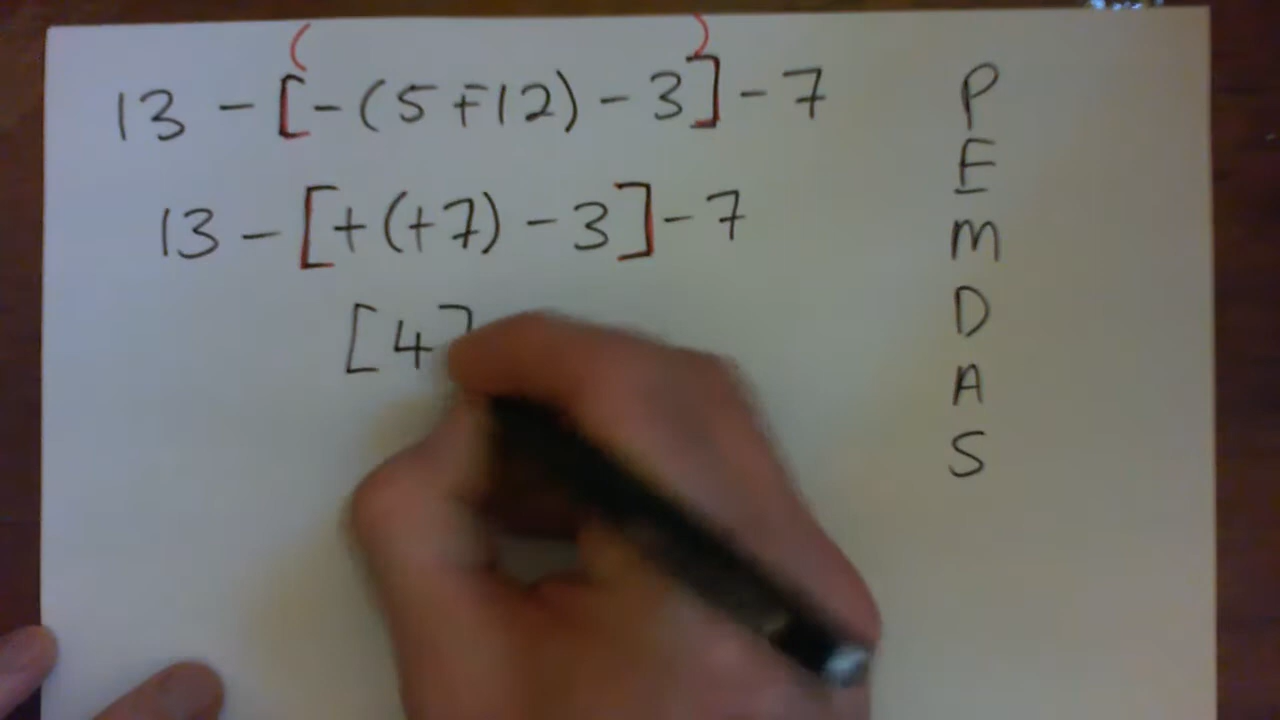 ( )
13 - [-(5 +-12) - 3] - 7
13 - [+(+7) - 3] - 7
[4]
P
E
M
D
A
S